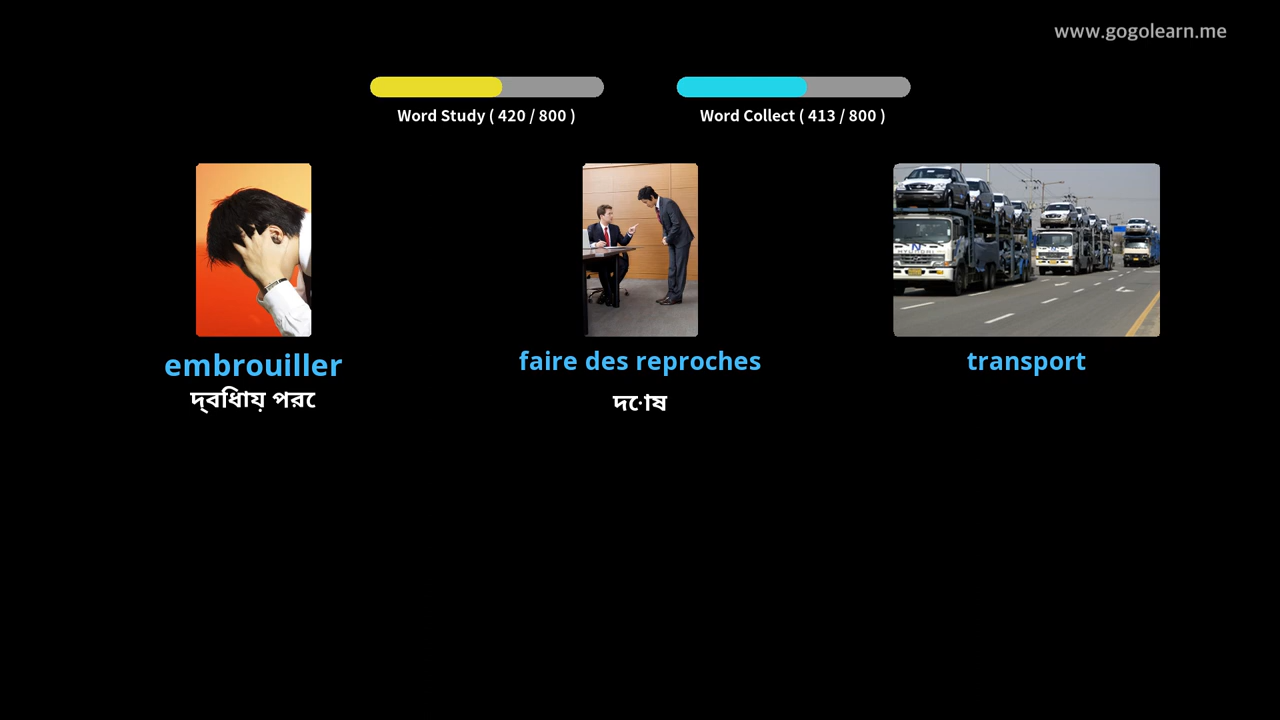 www.gogolearn.me
Word Study ( 420 / 800 )
Word Collect ( 413 / 800 )
embrouiller
faire des reproches
transport
দ্বিধায় পরে
দোষ